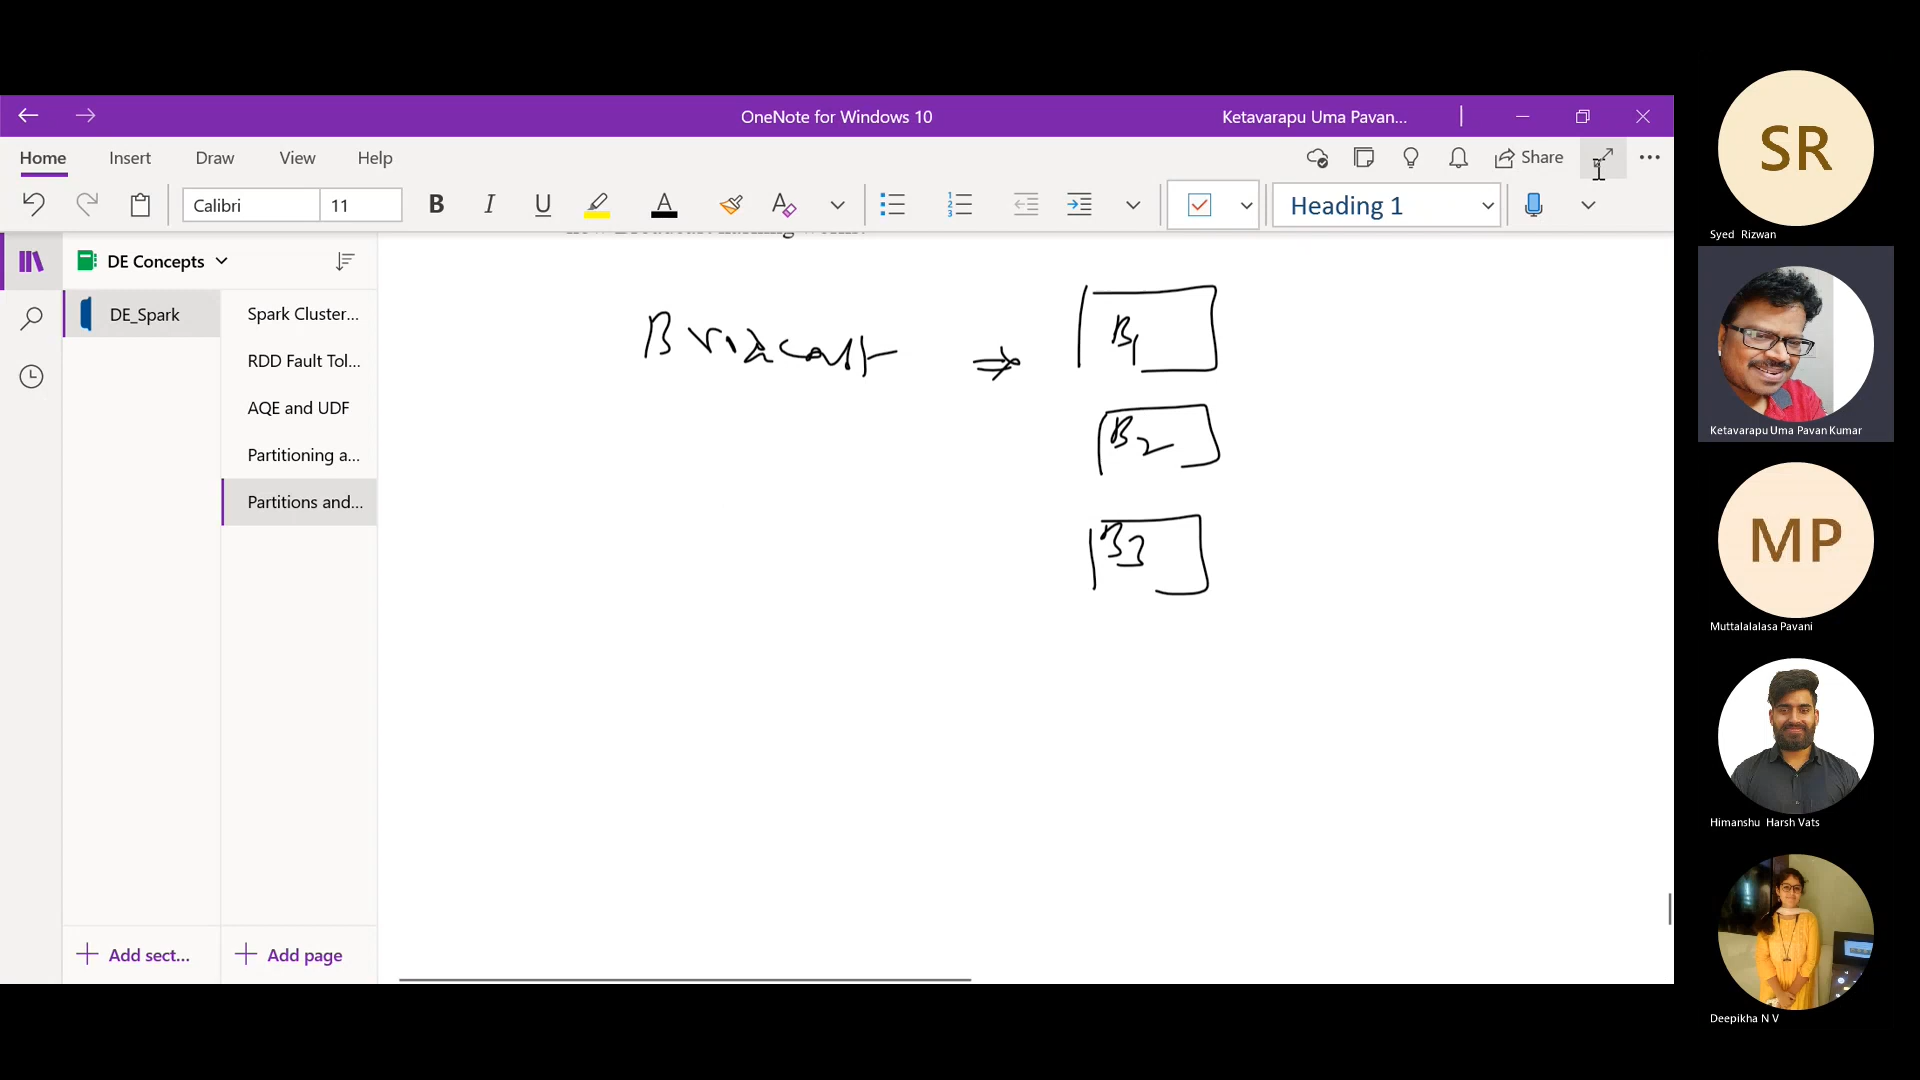 OneNote for Windows 10
Ketavarapu Uma Pavan...
Home Insert Draw View Help
Share
Calibri 11 B I U A A Heading 1
DE Concepts
DE_Spark
Spark Cluster...
RDD Fault Tol...
AQE and UDF
Partitioning a...
Partitions and...
Add sect...
Add page
B1
B2
B3
SR
Syed Rizwan
Ketavarapu Uma Pavan Kumar
MP
Muttalalalasa Pavani
Himanshu Harsh Vats
Deepikha N V